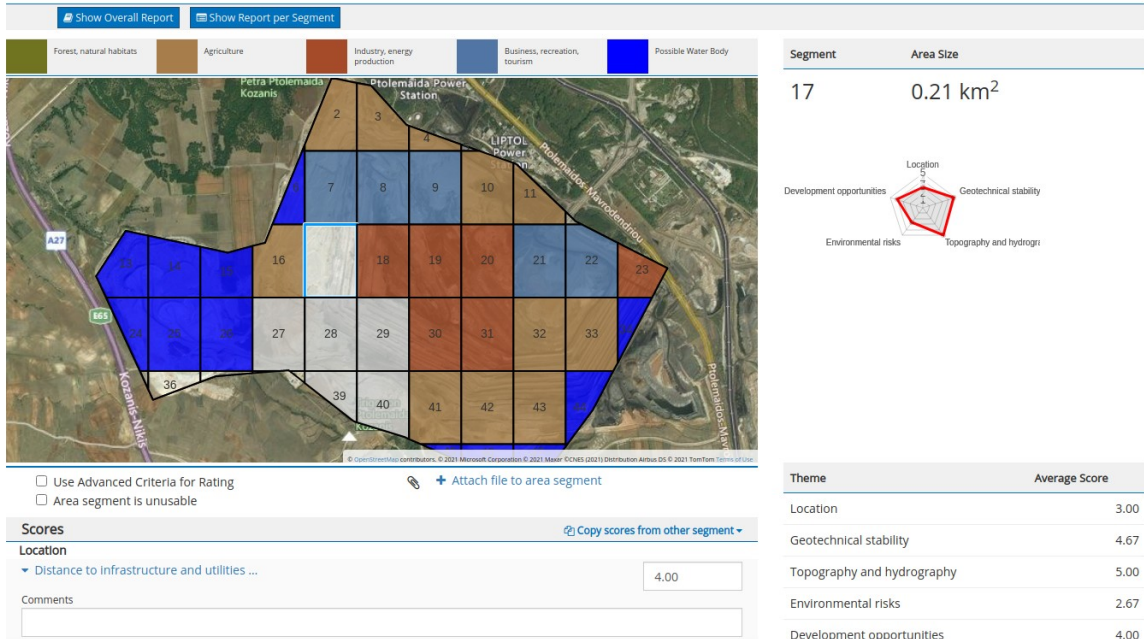 Show Overall Report
Show Report per Segment
Forest, natural habitats
Agriculture
Industry, energy production
Business, recreation, tourism
Possible Water Body
Petra Ptolemaida
Kozanis
Ptolemaida Power
Station
LIPTOL
Power
Ptolemaidos-Mavrodendriou
A27
E65
Kozanis-Nikis
2
3
4
7
8
9
10
11
16
18
19
20
21
22
23
27
28
29
30
31
32
33
36
39
40
41
42
43
© OpenStreetMap contributors, © 2021 Microsoft Corporation © 2021 Maxar ©CNES (2021) Distribution Airbus DS © 2021 TomTom Terms of Use
Use Advanced Criteria for Rating
Area segment is unusable
+ Attach file to area segment
Scores
Copy scores from other segment
Location
Distance to infrastructure and utilities ...
4.00
Comments
Segment
Area Size
17
0.21 km²
Location
5
Development opportunities
Geotechnical stability
Environmental risks
Topography and hydrogra
Theme
Average Score
Location
3.00
Geotechnical stability
4.67
Topography and hydrography
5.00
Environmental risks
2.67
Development opportunities
4.00